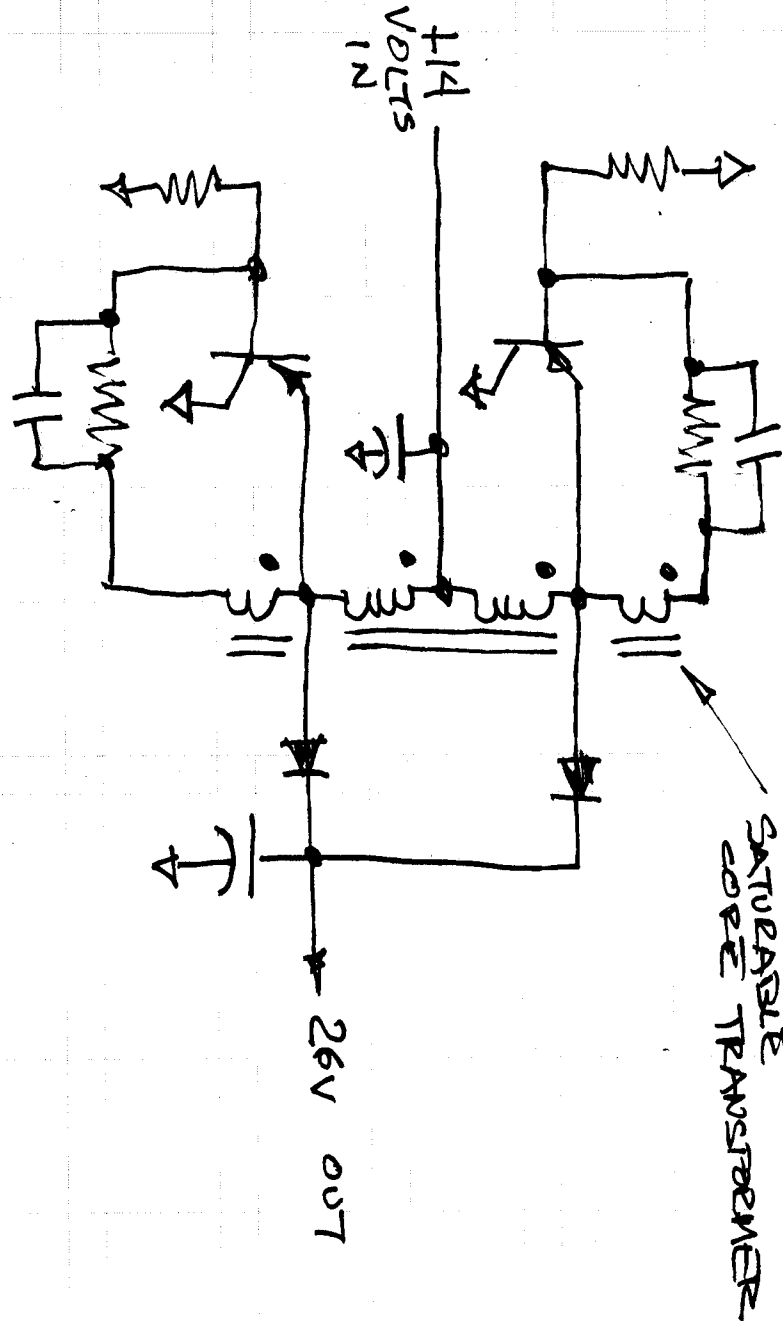 +14
VOLTS
IN
26V OUT
SATURABLE
CORE TRANSFORMER